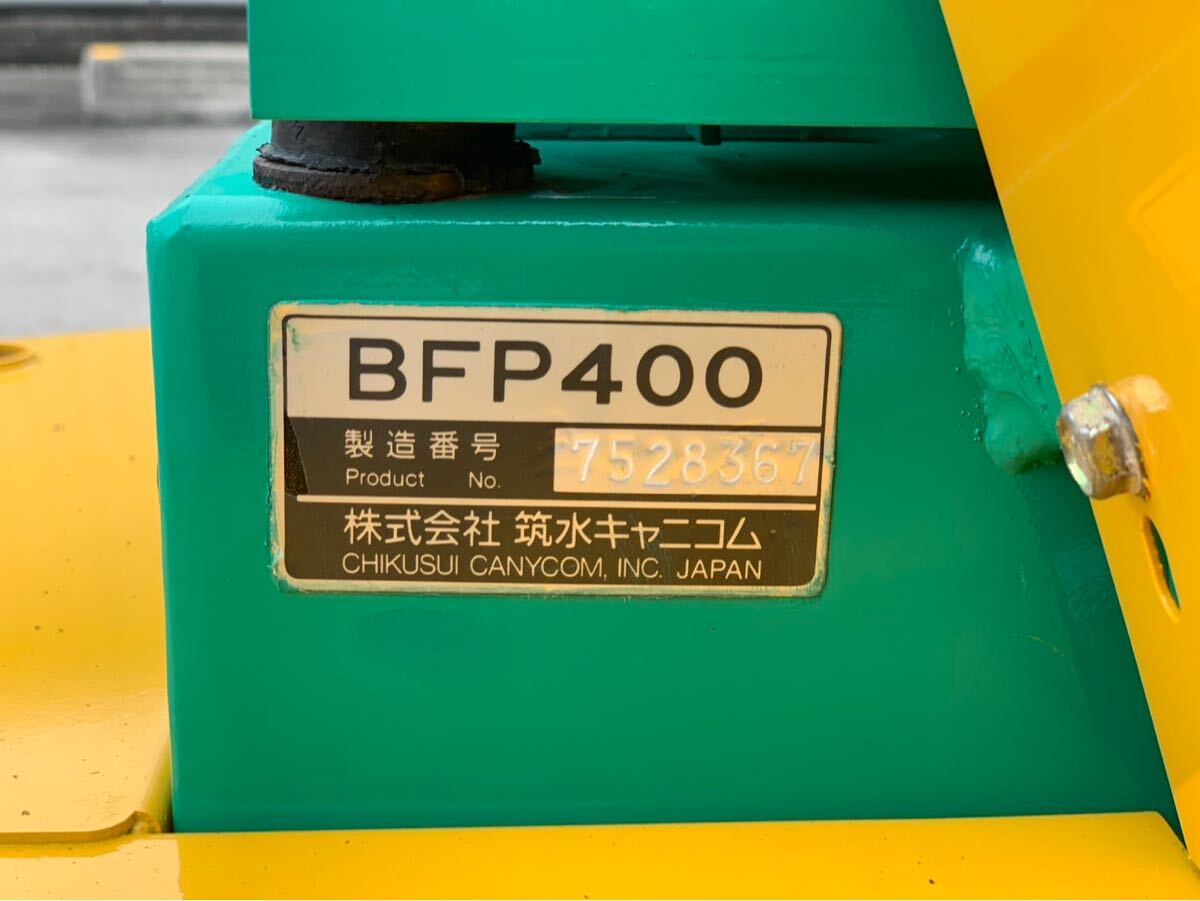 BFP400
製造番号 7528367
Product No.
株式会社 筑水キャニコム
CHIKUSUI CANYCOM, INC. JAPAN